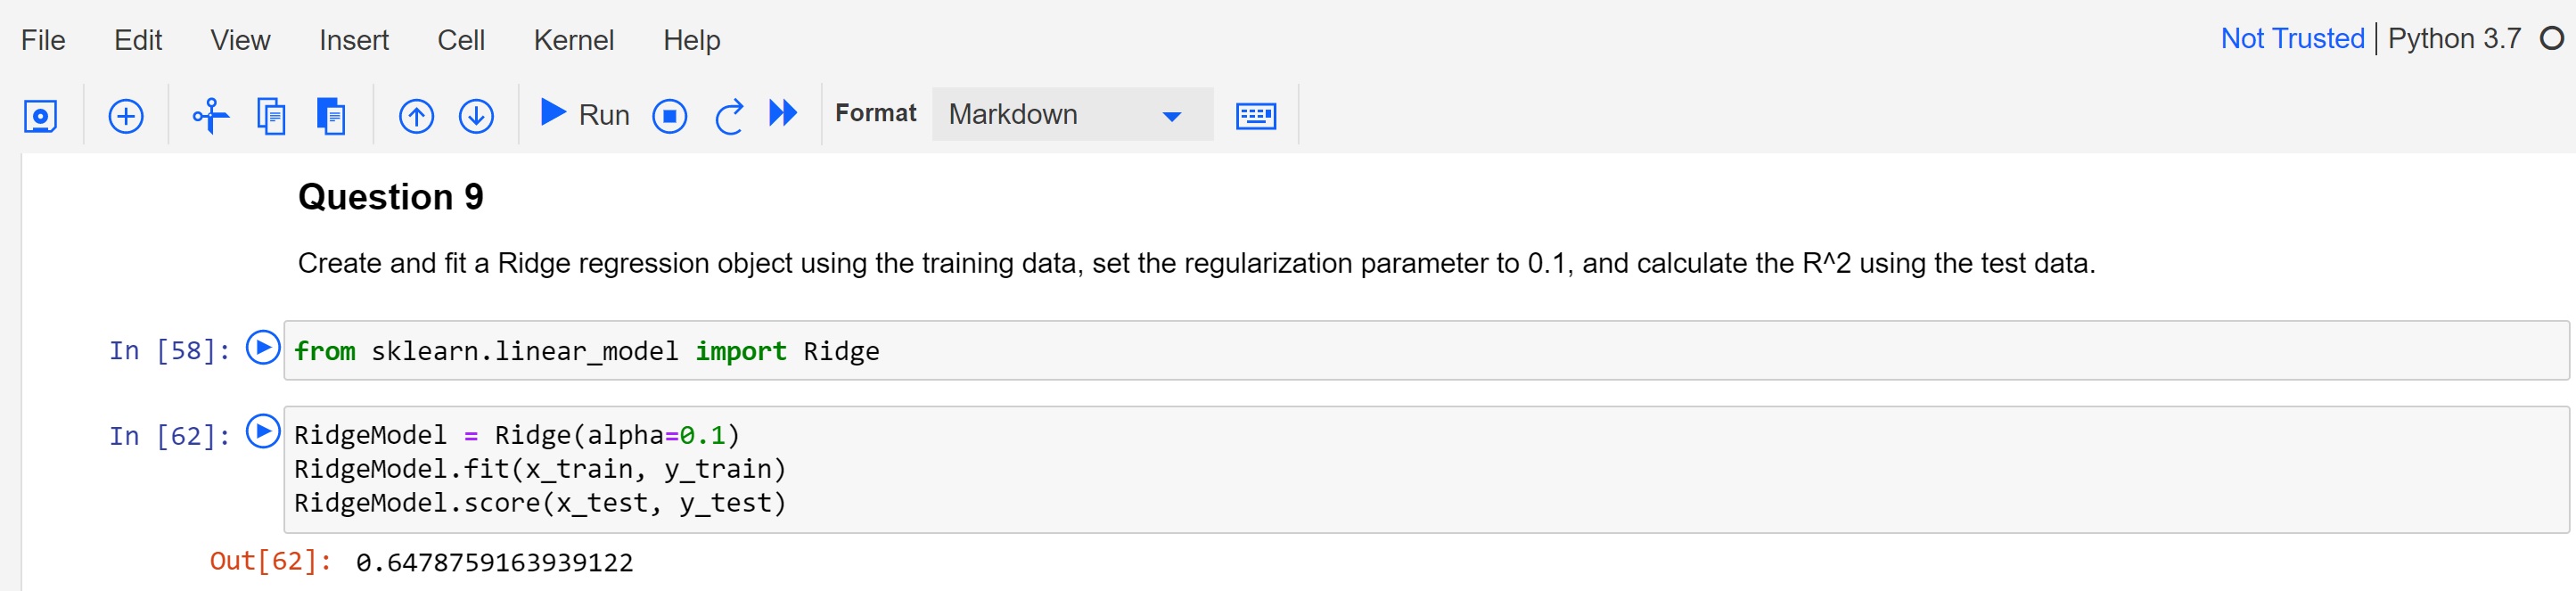 File Edit View Insert Cell Kernel Help Not Trusted | Python 3.7
Run Format Markdown
Question 9
Create and fit a Ridge regression object using the training data, set the regularization parameter to 0.1, and calculate the R^2 using the test data.
In [58]: from sklearn.linear_model import Ridge
In [62]: RidgeModel = Ridge(alpha=0.1)
RidgeModel.fit(x_train, y_train)
RidgeModel.score(x_test, y_test)
Out[62]: 0.6478759163939122